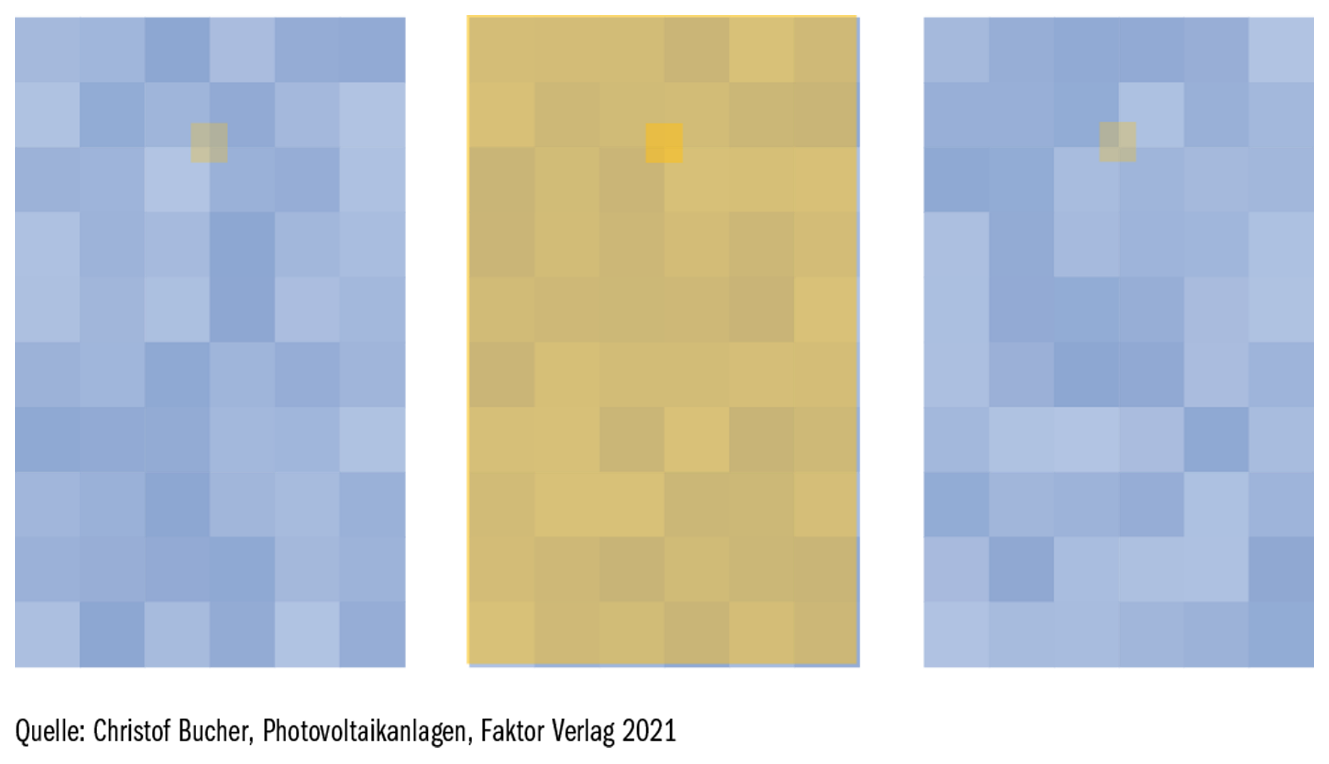 Quelle: Christof Bucher, Photovoltaikanlagen, Faktor Verlag 2021